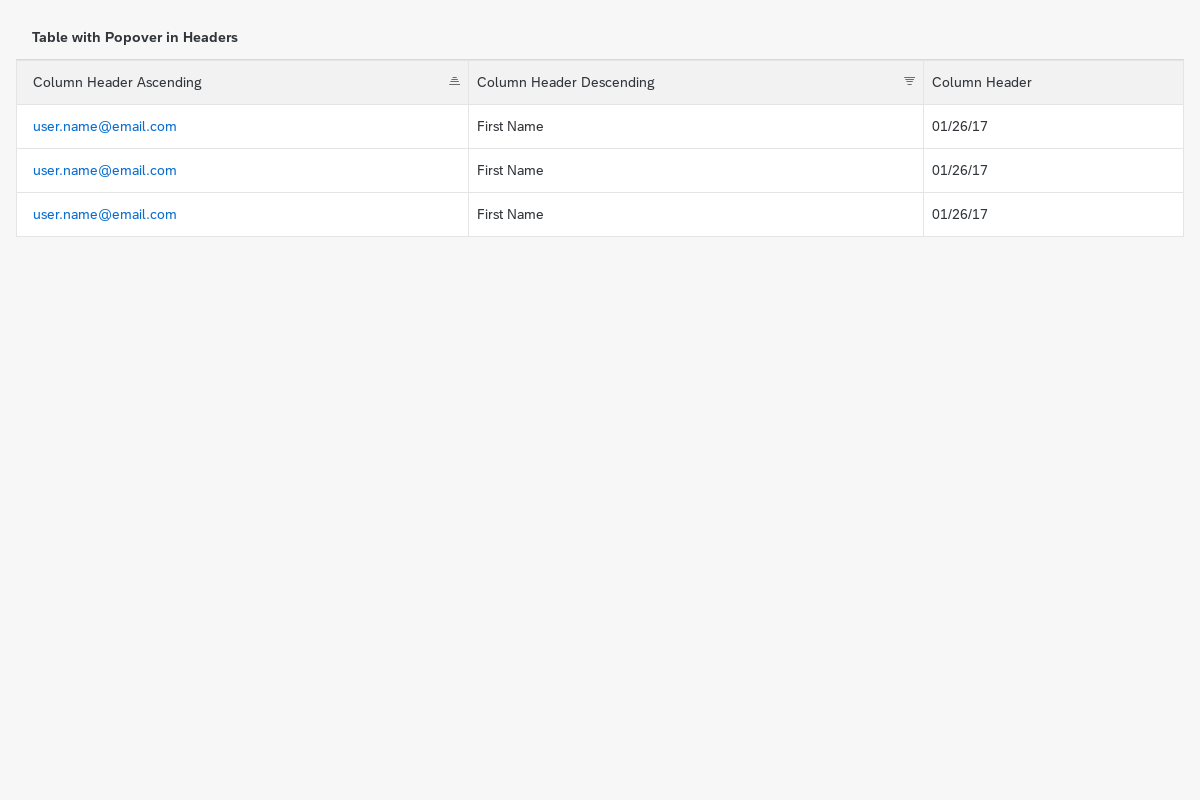 Table with Popover in Headers
Column Header Ascending Column Header Descending Column Header
user.name@email.com First Name 01/26/17
user.name@email.com First Name 01/26/17
user.name@email.com First Name 01/26/17